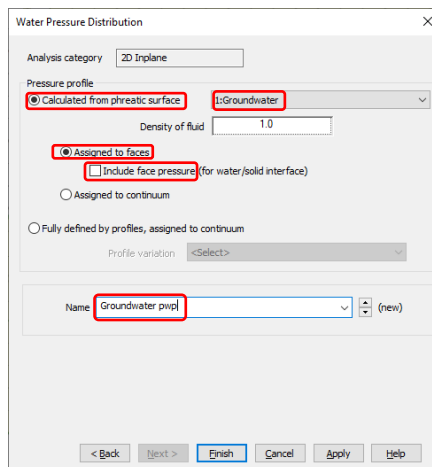 Water Pressure Distribution
Analysis category 2D Inplane
Pressure profile
Calculated from phreatic surface 1:Groundwater
Density of fluid 1.0
Assigned to faces
Include face pressure (for water/solid interface)
Assigned to continuum
Fully defined by profiles, assigned to continuum
Profile variation <Select>
Name Groundwater pwp (new)
< Back Next > Finish Cancel Apply Help